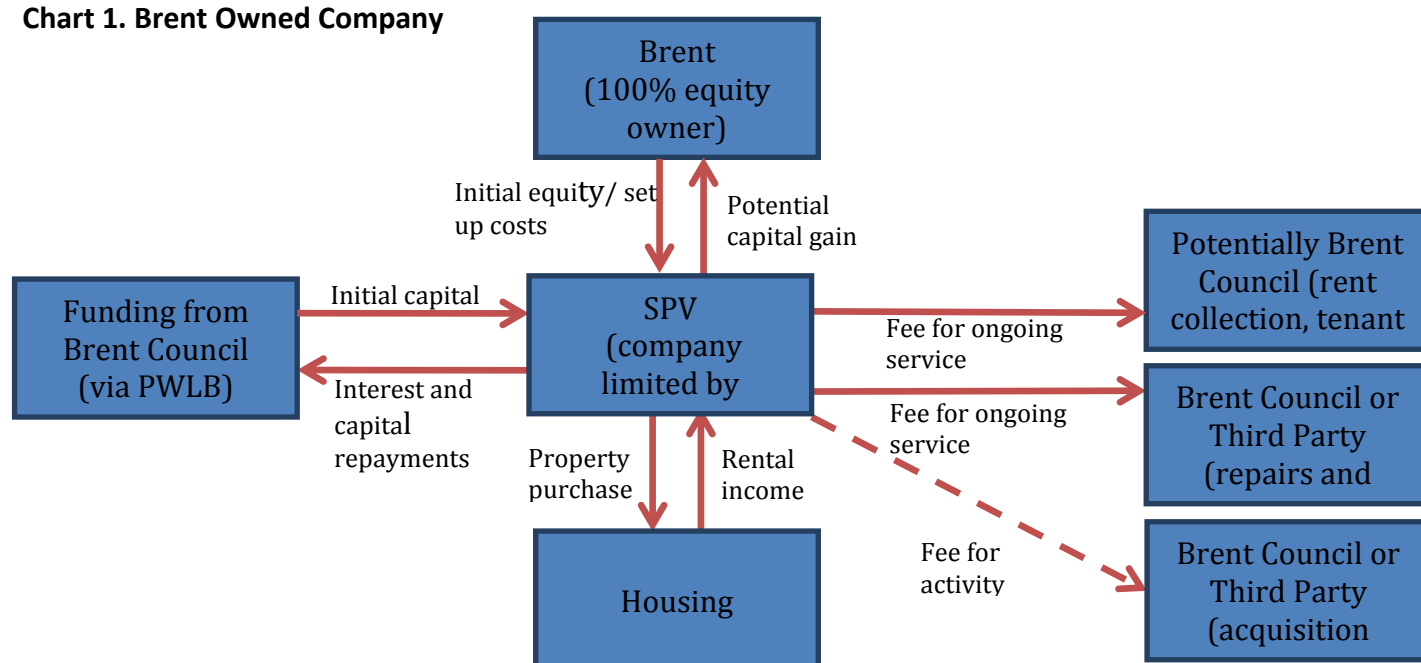 Chart 1. Brent Owned Company
Brent
(100% equity
owner)
Initial equity/ set
up costs
Potential
capital gain
Funding from
Brent Council
(via PWLB)
Initial capital
Interest and
capital
repayments
SPV
(company
limited by
Fee for ongoing
service
Potentially Brent
Council (rent
collection, tenant
Fee for ongoing
service
Brent Council or
Third Party
(repairs and
Property
purchase
Rental
income
Fee for
activity
Brent Council or
Third Party
(acquisition
Housing